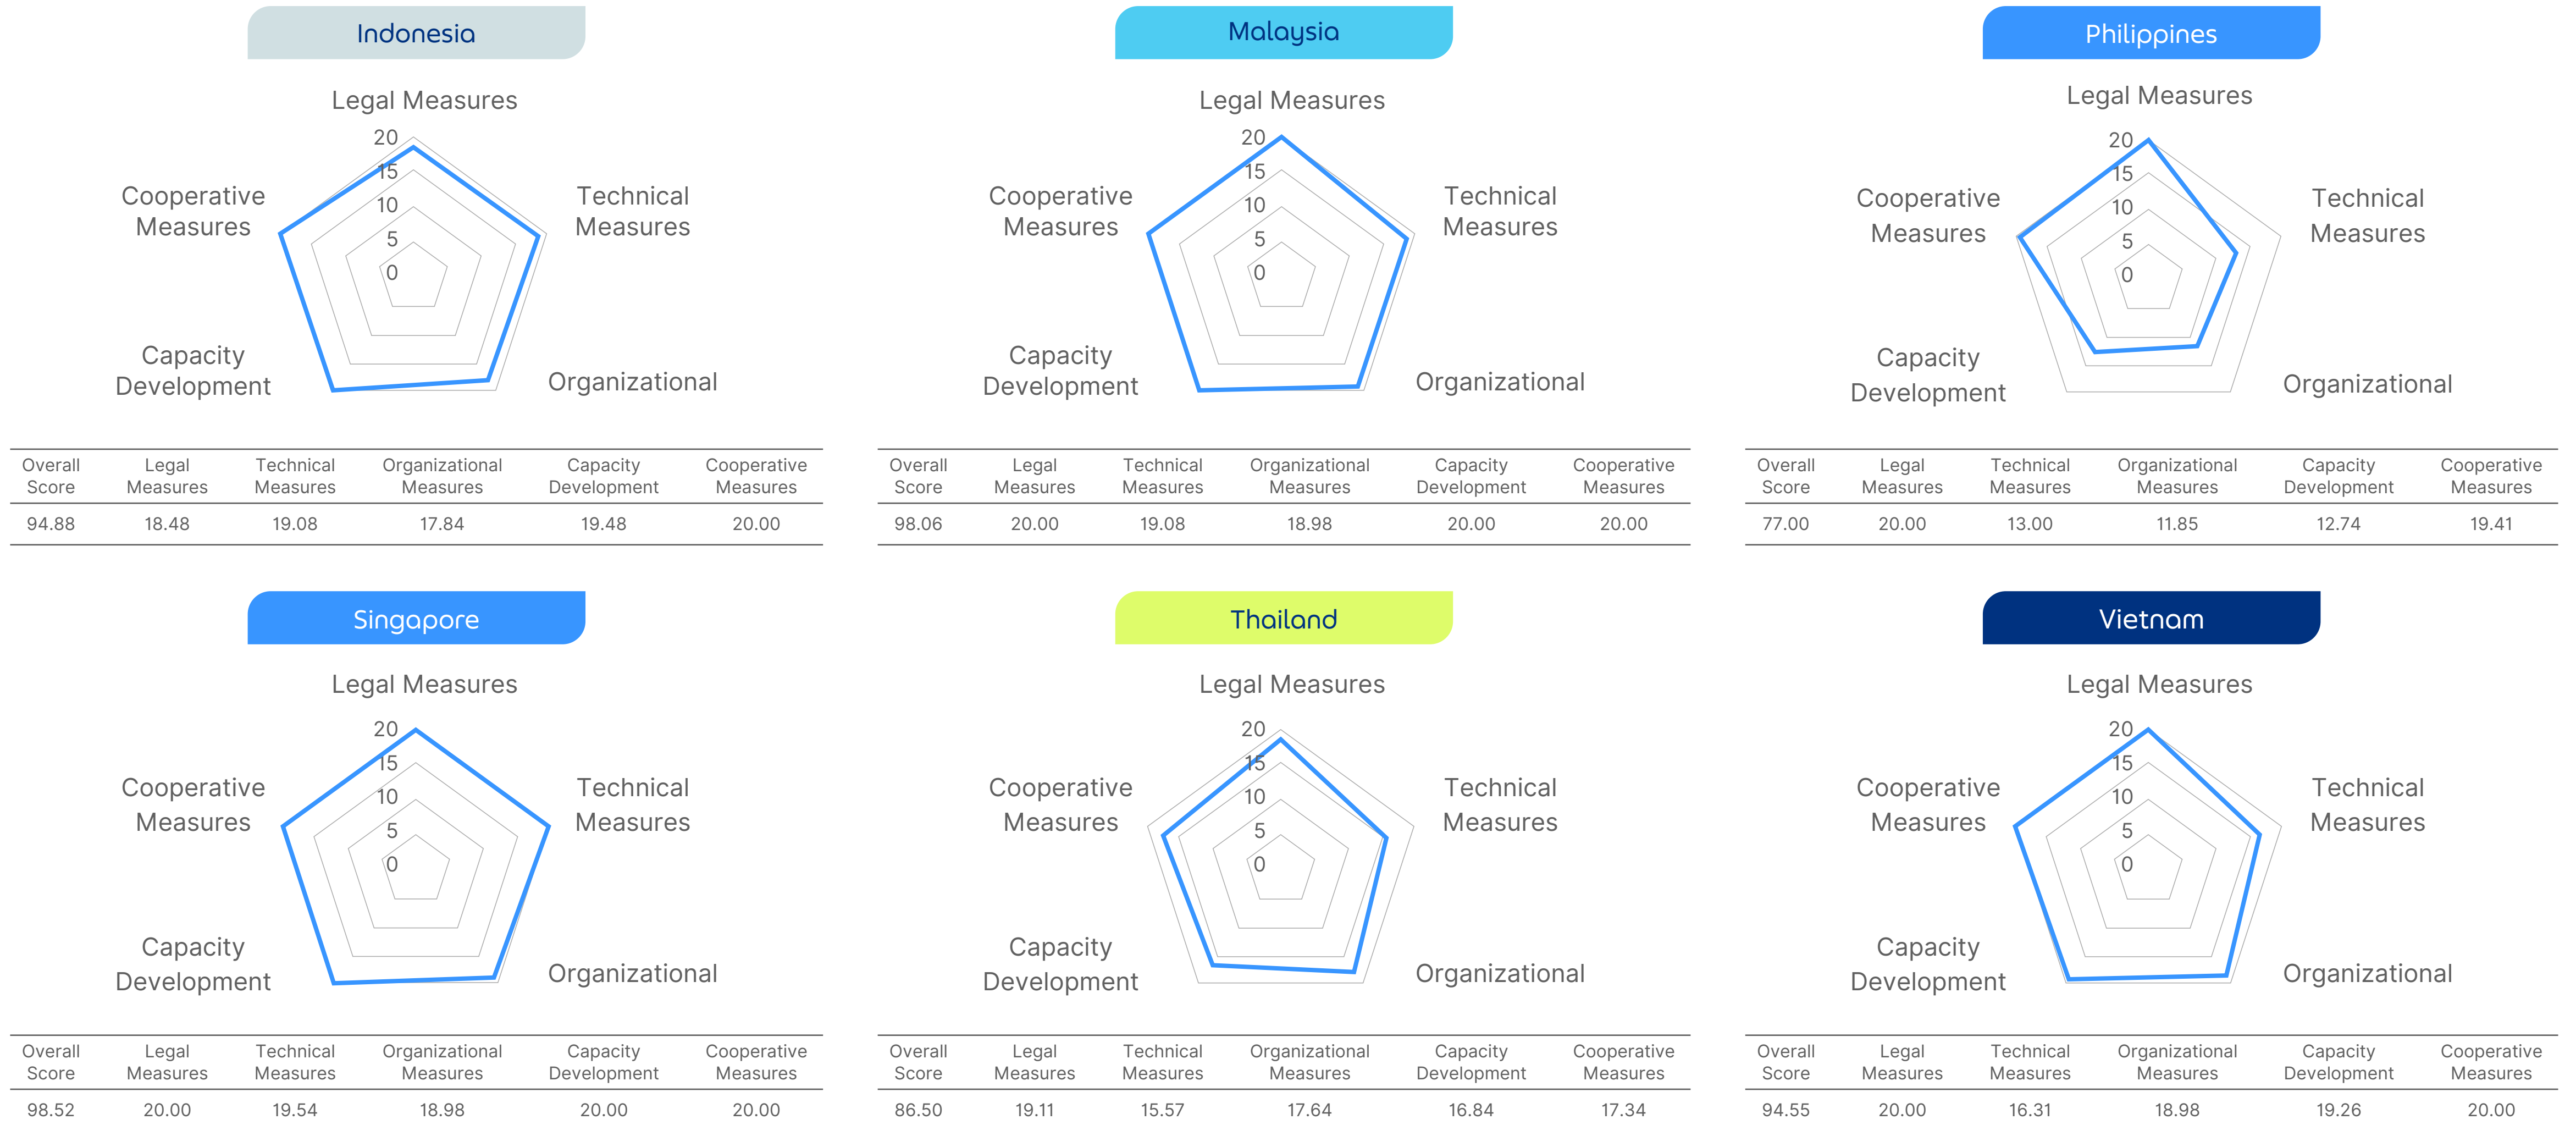 Indonesia
Legal Measures
20
15
10
5
0
Cooperative
Measures
Technical
Measures
Capacity
Development
Organizational
Overall Score Legal Measures Technical Measures Organizational Measures Capacity Development Cooperative Measures
94.88 18.48 19.08 17.84 19.48 20.00
Malaysia
Legal Measures
20
15
10
5
0
Cooperative
Measures
Technical
Measures
Capacity
Development
Organizational
Overall Score Legal Measures Technical Measures Organizational Measures Capacity Development Cooperative Measures
98.06 20.00 19.08 18.98 20.00 20.00
Philippines
Legal Measures
20
15
10
5
0
Cooperative
Measures
Technical
Measures
Capacity
Development
Organizational
Overall Score Legal Measures Technical Measures Organizational Measures Capacity Development Cooperative Measures
77.00 20.00 13.00 11.85 12.74 19.41
Singapore
Legal Measures
20
15
10
5
0
Cooperative
Measures
Technical
Measures
Capacity
Development
Organizational
Overall Score Legal Measures Technical Measures Organizational Measures Capacity Development Cooperative Measures
98.52 20.00 19.54 18.98 20.00 20.00
Thailand
Legal Measures
20
15
10
5
0
Cooperative
Measures
Technical
Measures
Capacity
Development
Organizational
Overall Score Legal Measures Technical Measures Organizational Measures Capacity Development Cooperative Measures
86.50 19.11 15.57 17.64 16.84 17.34
Vietnam
Legal Measures
20
15
10
5
0
Cooperative
Measures
Technical
Measures
Capacity
Development
Organizational
Overall Score Legal Measures Technical Measures Organizational Measures Capacity Development Cooperative Measures
94.55 20.00 16.31 18.98 19.26 20.00